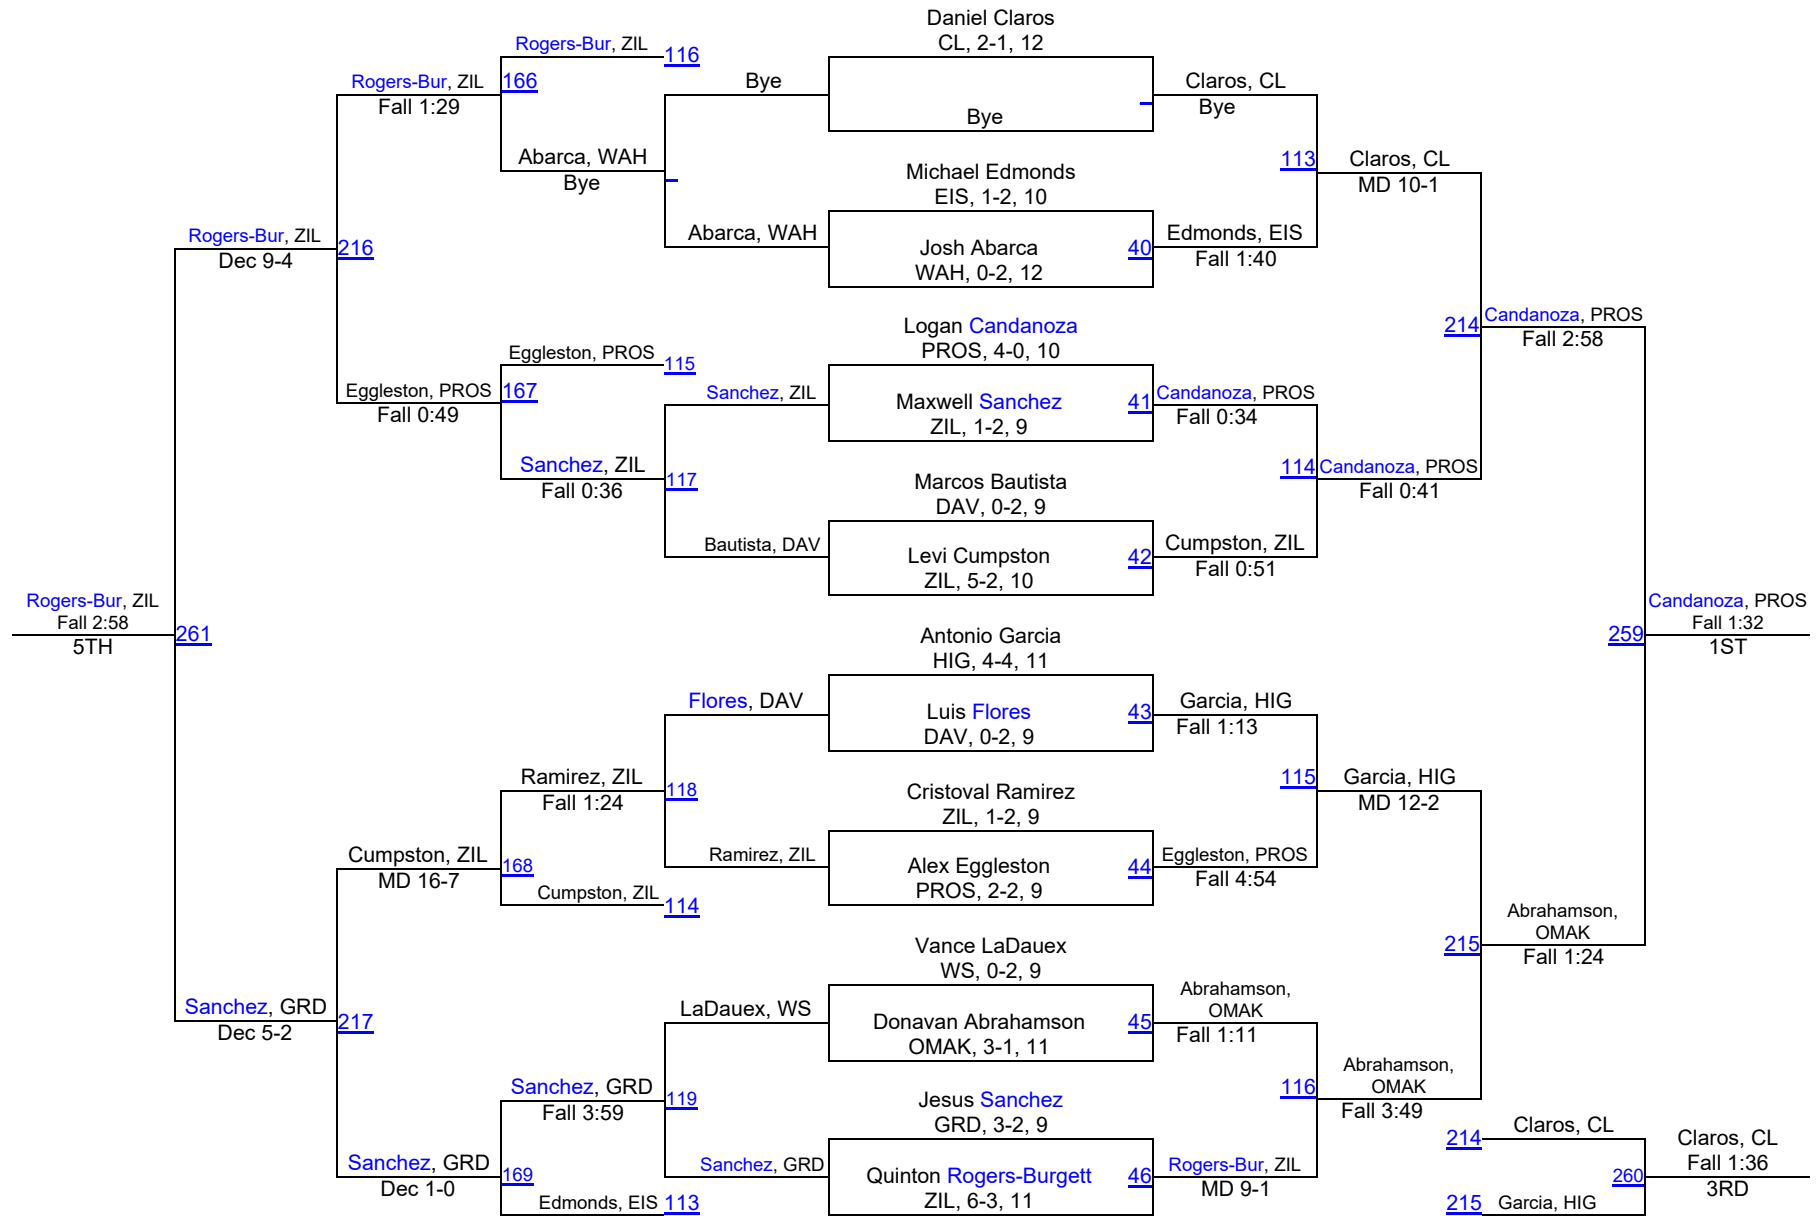 Daniel Claros
CL, 2-1, 12
Rogers-Bur, ZIL
116
Rogers-Bur, ZIL
166
Bye
Claros, CL
Fall 1:29
Bye
Bye
Abarca, WAH
Bye
113
Claros, CL
MD 10-1
Michael Edmonds
EIS, 1-2, 10
Abarca, WAH
Josh Abarca
40
Edmonds, EIS
WAH, 0-2, 12
Fall 1:40
Rogers-Bur, ZIL
Dec 9-4
216
Logan Candanoza
PROS, 4-0, 10
214
Candanoza, PROS
Fall 2:58
Eggleston, PROS
115
Eggleston, PROS
167
Fall 0:49
Sanchez, ZIL
Maxwell Sanchez
41
Candanoza, PROS
ZIL, 1-2, 9
Fall 0:34
Sanchez, ZIL
Fall 0:36
117
114
Candanoza, PROS
Fall 0:41
Marcos Bautista
DAV, 0-2, 9
Bautista, DAV
Levi Cumpston
42
Cumpston, ZIL
ZIL, 5-2, 10
Fall 0:51
Rogers-Bur, ZIL
Fall 2:58
5TH
261
259
Candanoza, PROS
Fall 1:32
1ST
Antonio Garcia
HIG, 4-4, 11
Flores, DAV
Luis Flores
43
Garcia, HIG
DAV, 0-2, 9
Fall 1:13
Ramirez, ZIL
Fall 1:24
118
115
Garcia, HIG
MD 12-2
Cristoval Ramirez
ZIL, 1-2, 9
Ramirez, ZIL
Alex Eggleston
44
Eggleston, PROS
PROS, 2-2, 9
Fall 4:54
Cumpston, ZIL
MD 16-7
168
Cumpston, ZIL
114
Vance LaDauex
WS, 0-2, 9
215
Abrahamson,
OMAK
Fall 1:24
LaDauex, WS
Donavan Abrahamson
45
Abrahamson,
OMAK
OMAK, 3-1, 11
Fall 1:11
Sanchez, GRD
Dec 5-2
217
Sanchez, GRD
Fall 3:59
119
116
Abrahamson,
OMAK
Fall 3:49
Jesus Sanchez
GRD, 3-2, 9
Sanchez, GRD
Quinton Rogers-Burgett
46
Rogers-Bur, ZIL
ZIL, 6-3, 11
MD 9-1
Sanchez, GRD
Dec 1-0
169
Edmonds, EIS
113
214
Claros, CL
260
Claros, CL
Fall 1:36
3RD
215
Garcia, HIG